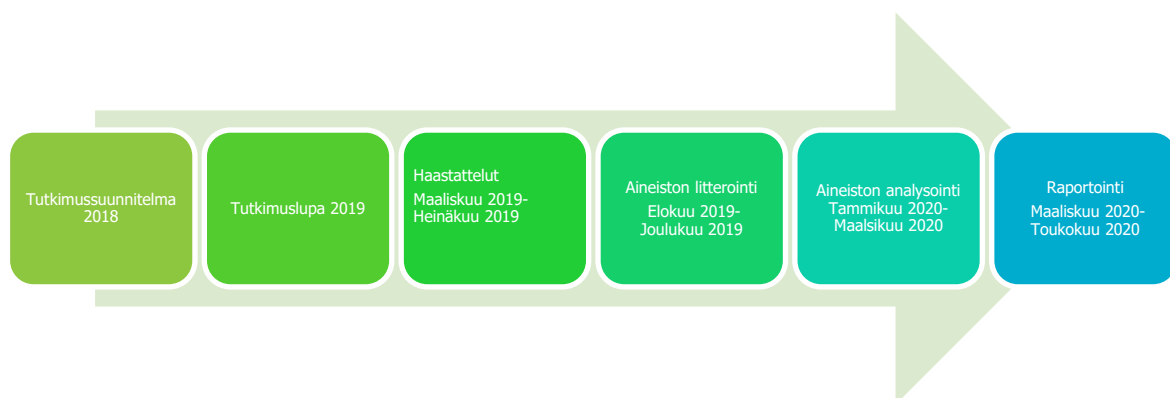 Tutkimussuunnitelma
2018
Tutkimuslupa 2019
Haastattelut
Maaliskuu 2019-
Heinäkuu 2019
Aineiston litterointi
Elokuu 2019-
Joulukuu 2019
Aineiston analysointi
Tammikuu 2020-
Maalsikuu 2020
Raportointi
Maaliskuu 2020-
Toukokuu 2020